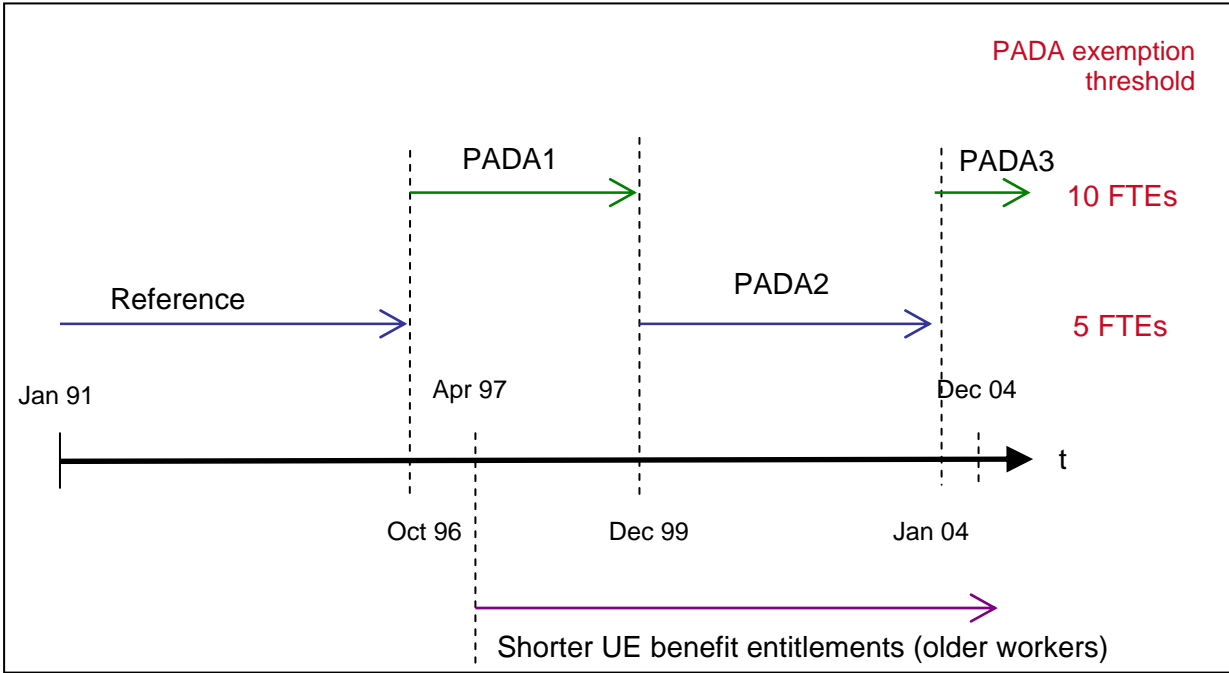 PADA exemption
threshold
PADA1
PADA3
10 FTEs
Reference
PADA2
5 FTEs
Jan 91
Apr 97
Dec 04
t
Oct 96
Dec 99
Jan 04
Shorter UE benefit entitlements (older workers)